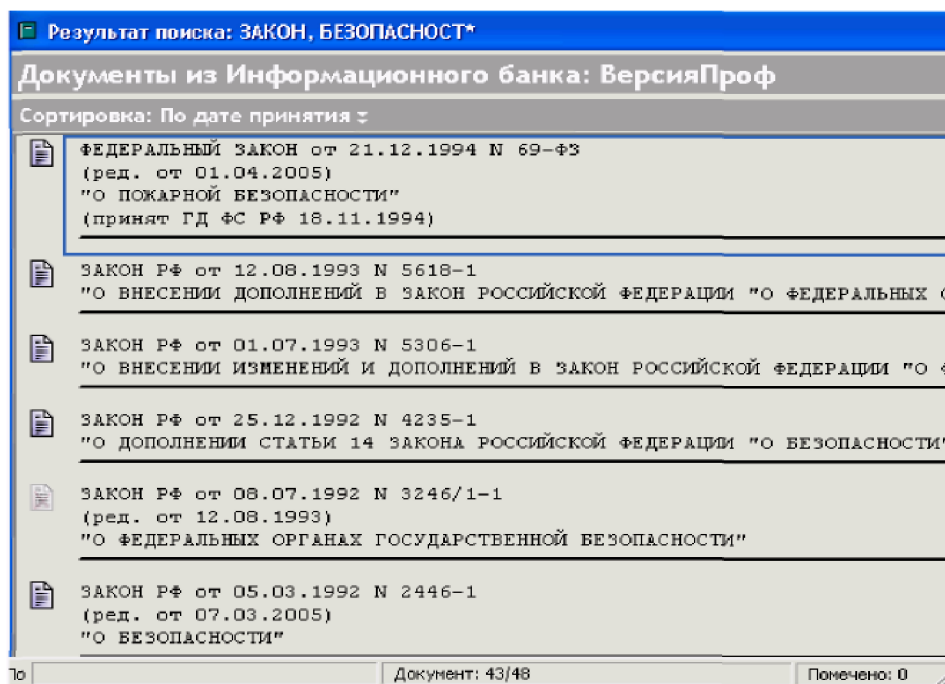 Результат поиска: ЗАКОН, БЕЗОПАСНОСТ*
Документы из Информационного банка: ВерсияПроф
Сортировка: По дате принятия
ФЕДЕРАЛЬНЫЙ ЗАКОН от 21.12.1994 N 69-ФЗ
(ред. от 01.04.2005)
"О ПОЖАРНОЙ БЕЗОПАСНОСТИ"
(принят ГД ФС РФ 18.11.1994)
ЗАКОН РФ от 12.08.1993 N 5618-1
"О ВНЕСЕНИИ ДОПОЛНЕНИЙ В ЗАКОН РОССИЙСКОЙ ФЕДЕРАЦИИ "О ФЕДЕРАЛЬНЫХ
ЗАКОН РФ от 01.07.1993 N 5306-1
"О ВНЕСЕНИИ ИЗМЕНЕНИЙ И ДОПОЛНЕНИЙ В ЗАКОН РОССИЙСКОЙ ФЕДЕРАЦИИ "О
ЗАКОН РФ от 25.12.1992 N 4235-1
"О ДОПОЛНЕНИИ СТАТЬИ 14 ЗАКОНА РОССИЙСКОЙ ФЕДЕРАЦИИ "О БЕЗОПАСНОСТИ"
ЗАКОН РФ от 08.07.1992 N 3246/1-1
(ред. от 12.08.1993)
"О ФЕДЕРАЛЬНЫХ ОРГАНАХ ГОСУДАРСТВЕННОЙ БЕЗОПАСНОСТИ"
ЗАКОН РФ от 05.03.1992 N 2446-1
(ред. от 07.03.2005)
"О БЕЗОПАСНОСТИ"
По Документ: 43/48 Помечено: 0